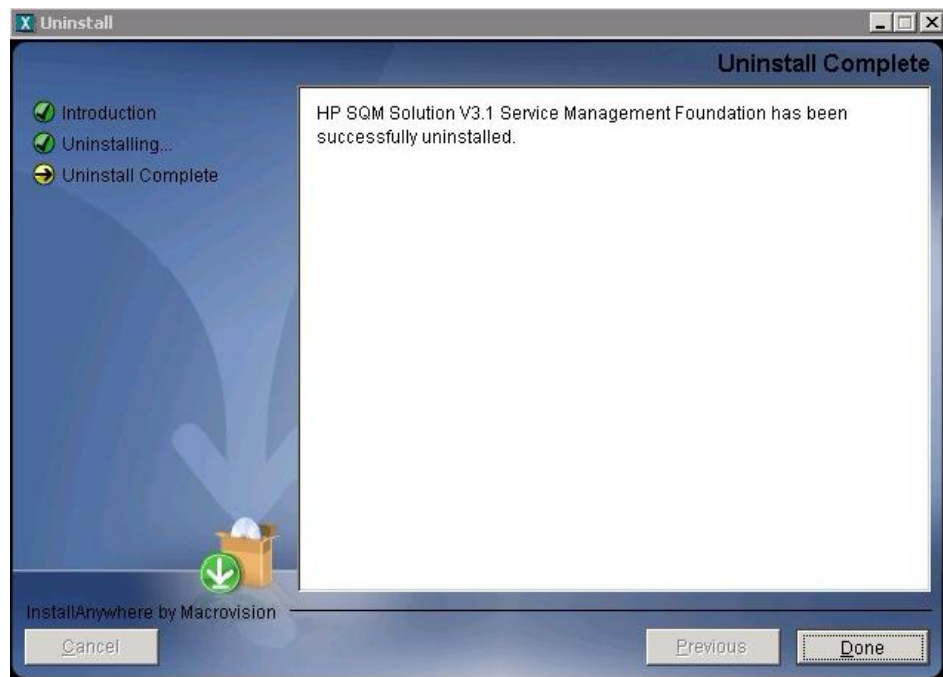 Uninstall
Uninstall Complete
Introduction
Uninstalling...
Uninstall Complete
HP SQM Solution V3.1 Service Management Foundation has been
successfully uninstalled.
InstallAnywhere by Macrovision
Cancel
Previous
Done